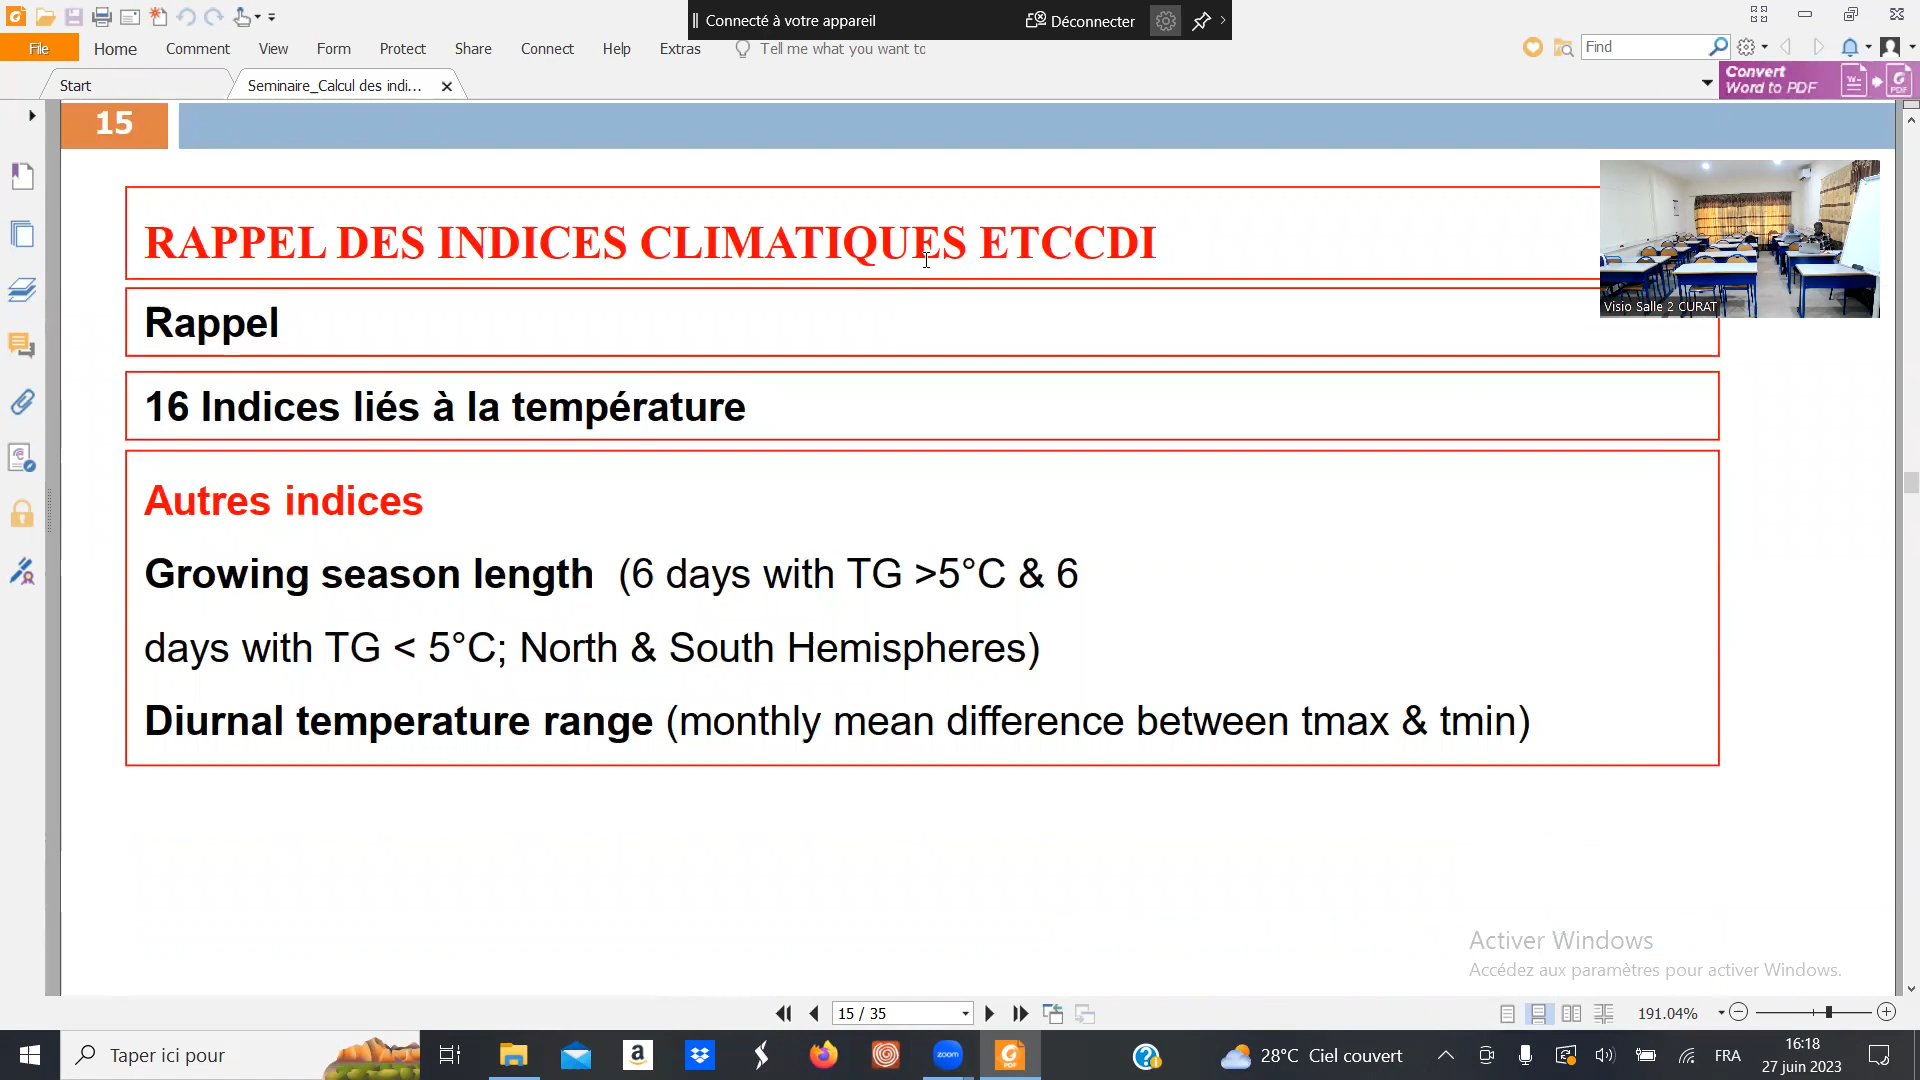 Connecté à votre appareil
Déconnecter
File
Home
Comment
View
Form
Protect
Share
Connect
Help
Extras
Tell me what you want to
Find
Start
Seminaire_Calcul des indi...
Convert
Word to PDF
PDF
15
RAPPEL DES INDICES CLIMATIQUES ETCCDI
Visio Salle 2 CURAT
Rappel
16 Indices liés à la température
Autres indices
Growing season length (6 days with TG >5°C & 6
days with TG < 5°C; North & South Hemispheres)
Diurnal temperature range (monthly mean difference between tmax & tmin)
Activer Windows
Accédez aux paramètres pour activer Windows.
15 / 35
191.04%
Taper ici pour
a
zoom
PDF
28°C Ciel couvert
FRA
16:18
27 juin 2023